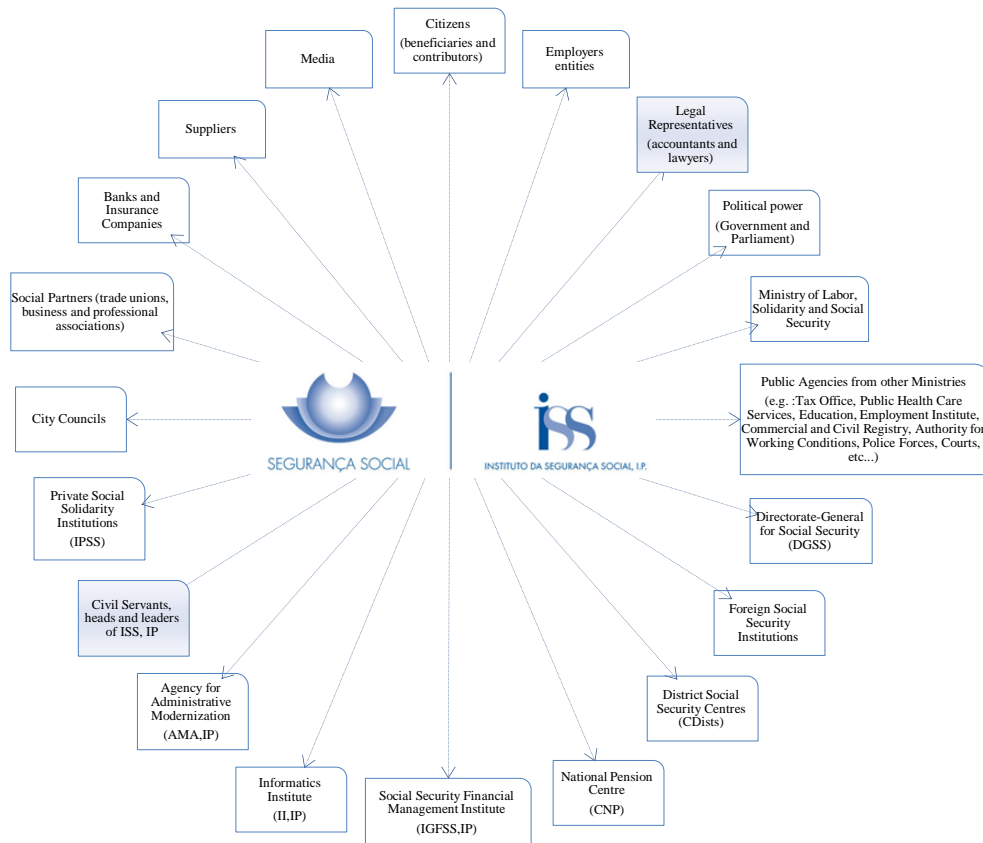 Citizens
(beneficiaries and
contributors)
Media
Employers
entities
Suppliers
Legal
Representatives
(accountants and
lawyers)
Banks and
Insurance
Companies
Political power
(Government and
Parliament)
Social Partners (trade unions,
business and professional
associations)
Ministry of Labor,
Solidarity and Social
Security
City Councils
SEGURANÇA SOCIAL
iss
INSTITUTO DA SEGURANÇA SOCIAL, I.P.
Public Agencies from other Ministries
(e.g. :Tax Office, Public Health Care
Services, Education, Employment Institute,
Commercial and Civil Registry, Authority for
Working Conditions, Police Forces, Courts,
etc...)
Private Social
Solidarity
Institutions
(IPSS)
Directorate-General
for Social Security
(DGSS)
Civil Servants,
heads and leaders
of ISS, IP
Foreign Social
Security
Institutions
Agency for
Administrative
Modernization
(AMA,IP)
District Social
Security Centres
(CDists)
Informatics
Institute
(II,IP)
Social Security Financial
Management Institute
(IGFSS,IP)
National Pension
Centre
(CNP)